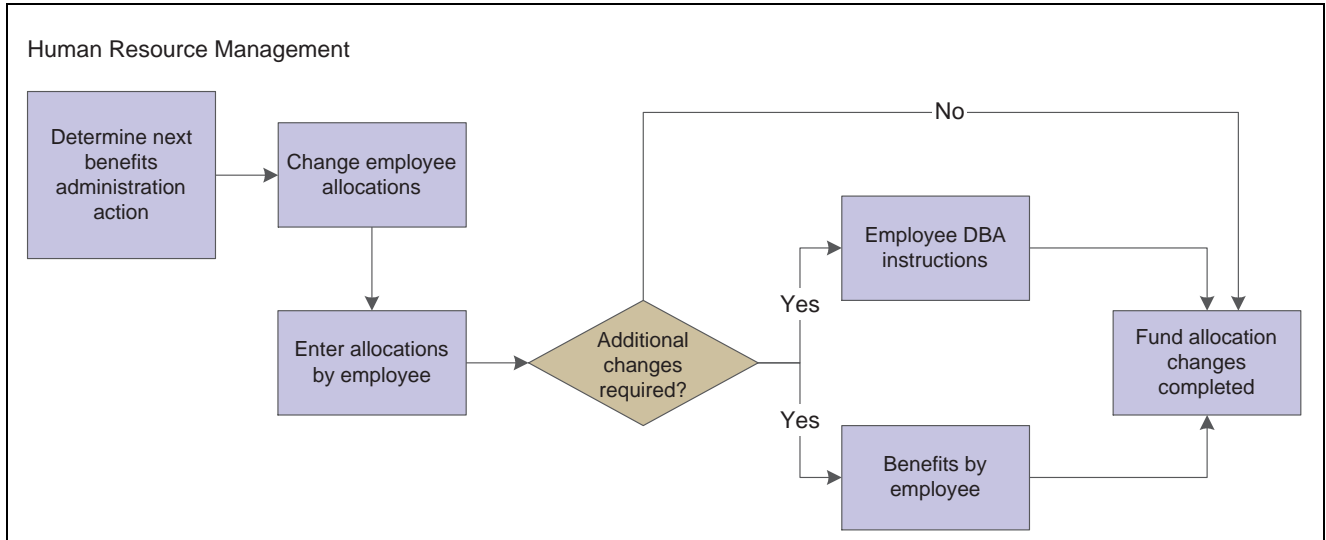 Human Resource Management
Determine next
benefits
administration
action
Change employee
allocations
Enter allocations
by employee
Additional
changes
required?
No
Yes
Yes
Employee DBA
instructions
Benefits by
employee
Fund allocation
changes
completed